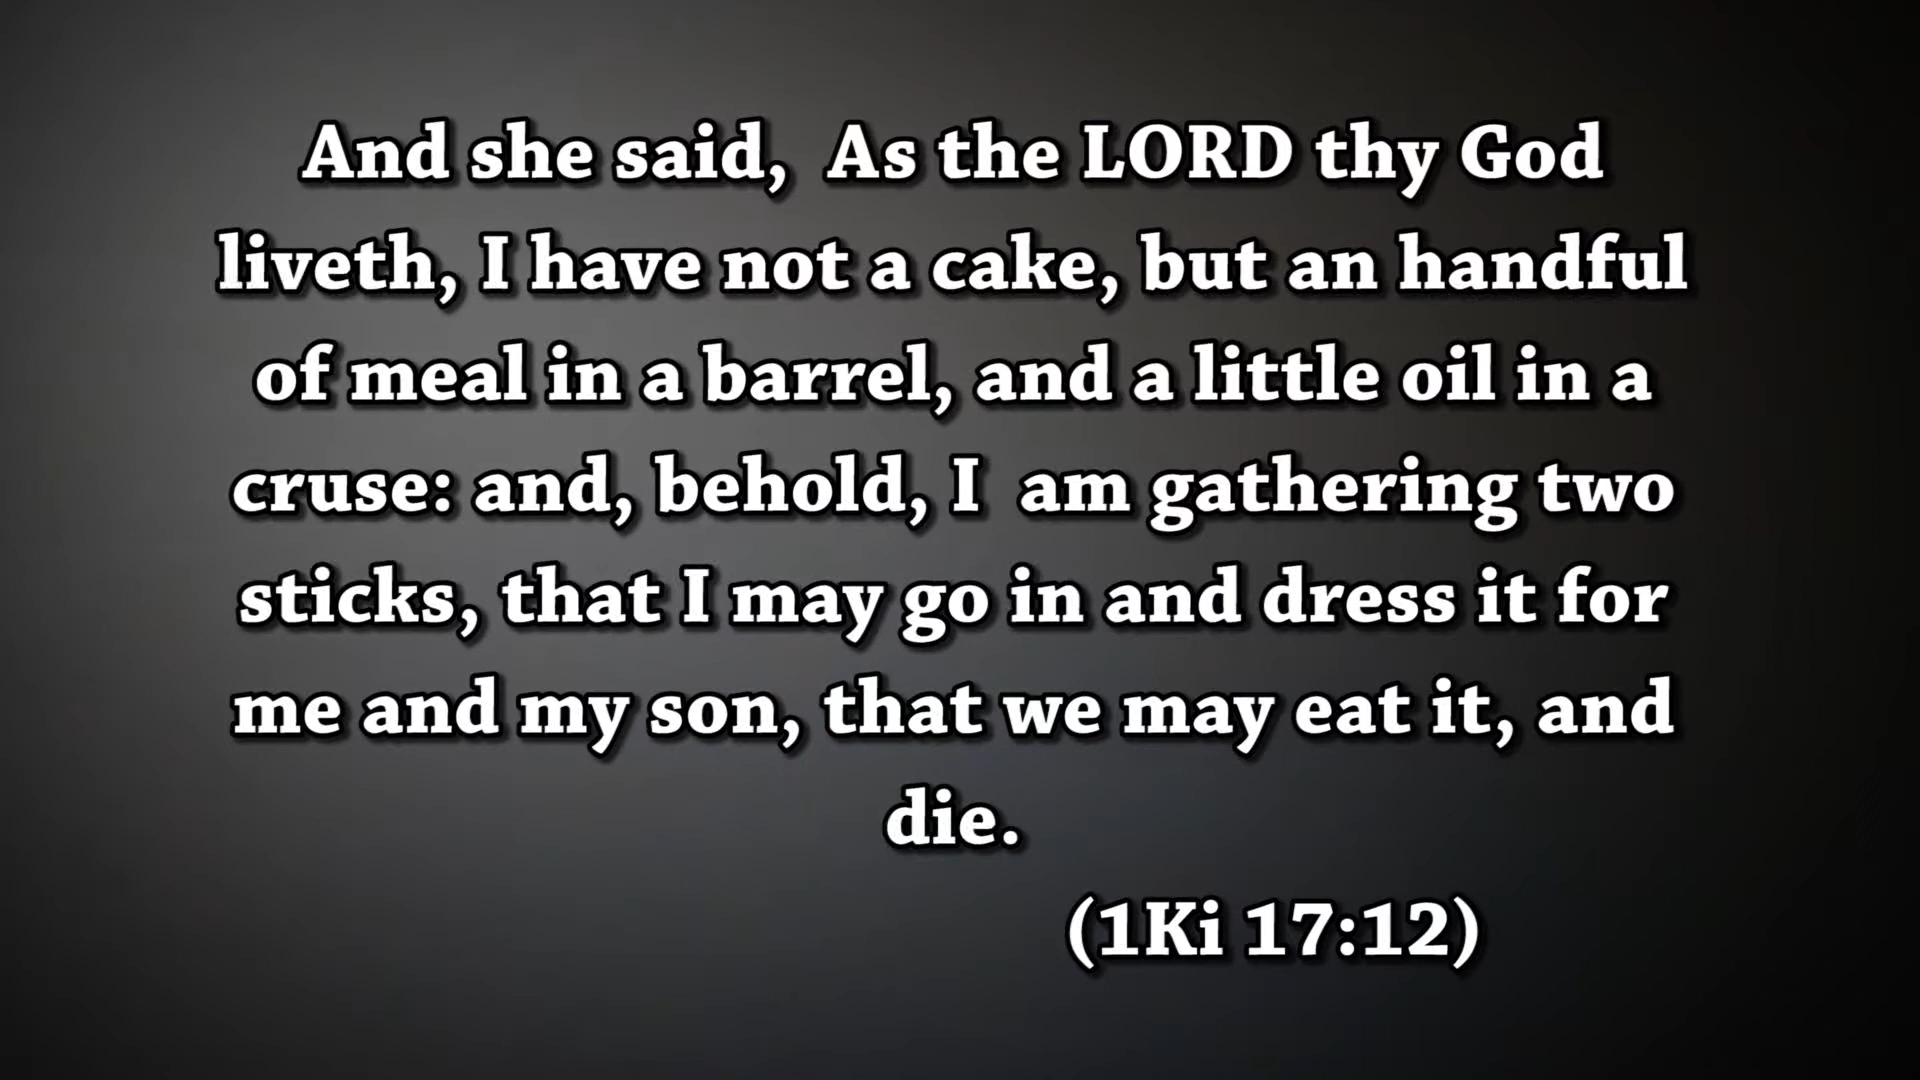 And she said,  As the LORD thy God
liveth, I have not a cake, but an handful
of meal in a barrel, and a little oil in a
cruse: and, behold, I  am gathering two
sticks, that I may go in and dress it for
me and my son, that we may eat it, and
die.
(1Ki 17:12)